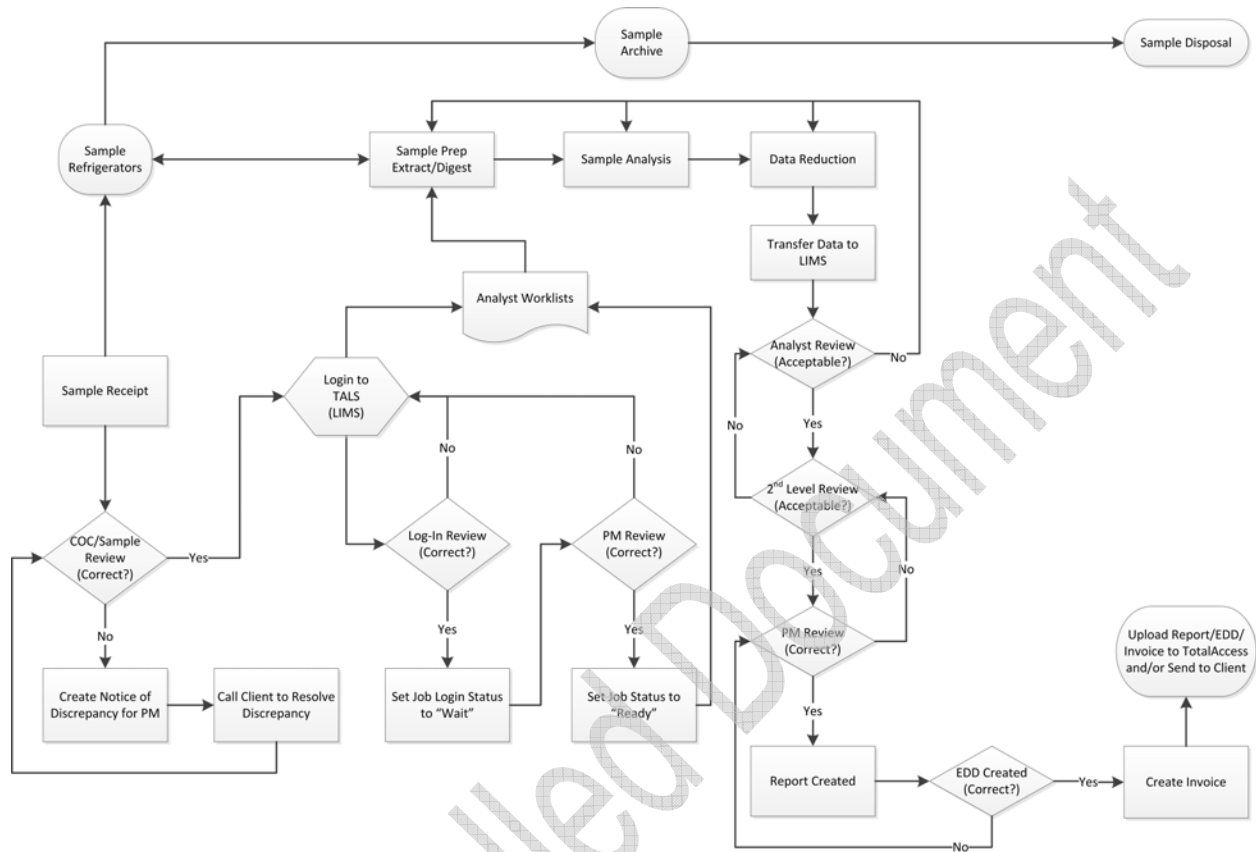 Sample
Archive
Sample Disposal
Sample
Refrigerators
Sample Prep
Extract/Digest
Sample Analysis
Data Reduction
Transfer Data to
LIMS
Analyst Worklists
Analyst Review
(Acceptable?)
No
Sample Receipt
Login to
TALS
(LIMS)
No
Yes
No
No
2nd Level Review
(Acceptable?)
COC/Sample
Review
(Correct?)
Yes
Log-In Review
(Correct?)
PM Review
(Correct?)
Yes
No
No
Yes
Yes
PM Review
(Correct?)
Upload Report/EDD/
Invoice to TotalAccess
and/or Send to Client
Create Notice of
Discrepancy for PM
Call Client to Resolve
Discrepancy
Set Job Login Status
to “Wait”
Set Job Status to
“Ready”
Yes
Report Created
EDD Created
(Correct?)
Yes
Create Invoice
No
lled Document